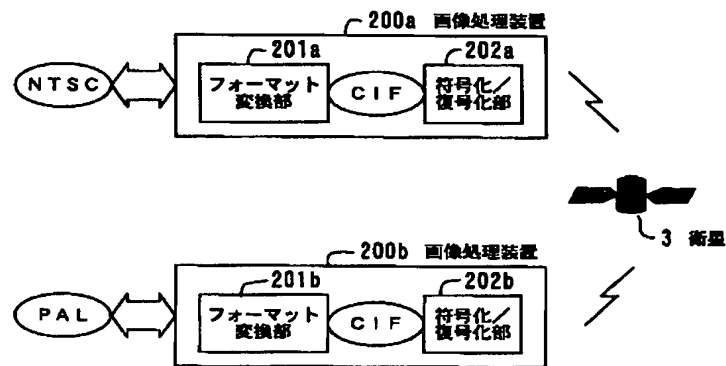 200a 画像処理装置
201a
202a
NTSC
フォーマット
変換部
CIF
符号化/
復号化部
3 衛星
200b 画像処理装置
201b
202b
PAL
フォーマット
変換部
CIF
符号化/
復号化部